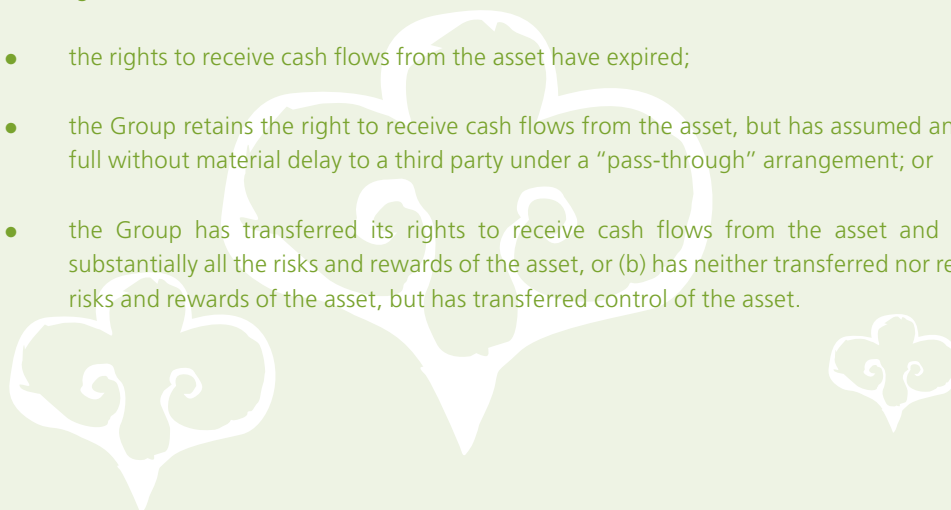 ● the rights to receive cash flows from the asset have expired;
● the Group retains the right to receive cash flows from the asset, but has assumed
full without material delay to a third party under a “pass-through” arrangement; or
● the Group has transferred its rights to receive cash flows from the asset and
substantially all the risks and rewards of the asset, or (b) has neither transferred nor
risks and rewards of the asset, but has transferred control of the asset.